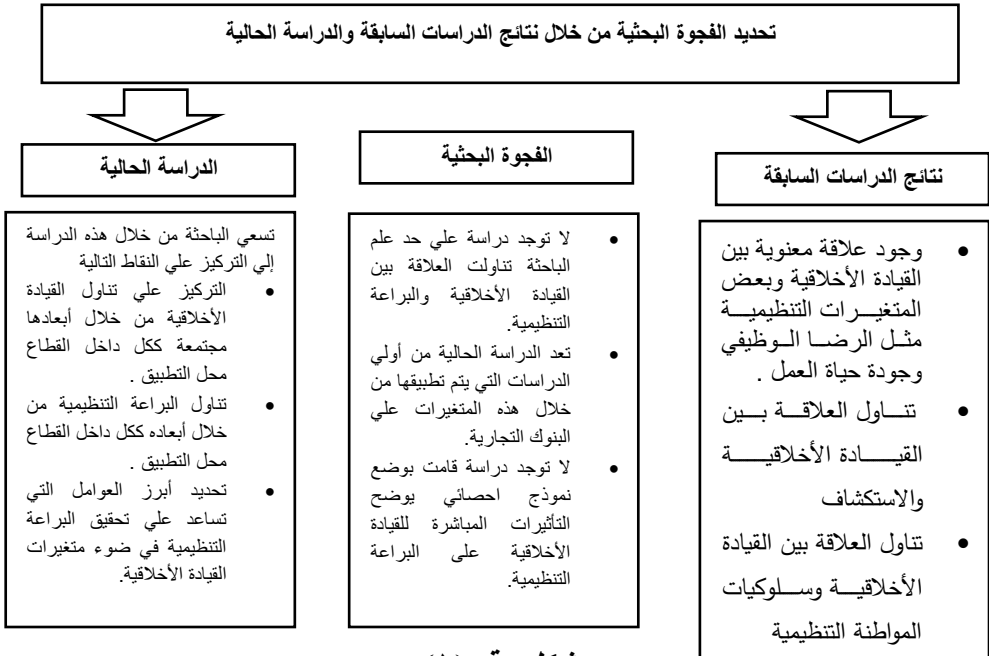 تحديد الفجوة البحثية من خلال نتائج الدراسات السابقة والدراسة الحالية
نتائج الدراسات السابقة
• وجود علاقة معنوية بين
القيادة الأخلاقية وبعض
المتغيرات التنظيمية
مثل الرضا الوظيفي
وجودة حياة العمل .
• تناول العلاقة بين
القيادة الأخلاقية
والاستكشاف
• تناول العلاقة بين القيادة
الأخلاقية وسلوكيات
المواطنة التنظيمية
الفجوة البحثية
• لا توجد دراسة علي حد علم
الباحثة تناولت العلاقة بين
القيادة الأخلاقية والبراعة
التنظيمية.
• تعد الدراسة الحالية من أولي
الدراسات التي يتم تطبيقها من
خلال هذه المتغيرات علي
البنوك التجارية.
• لا توجد دراسة قامت بوضع
نموذج احصائي يوضح
التأثيرات المباشرة للقيادة
الأخلاقية على البراعة
التنظيمية.
الدراسة الحالية
تسعي الباحثة من خلال هذه الدراسة
إلي التركيز علي النقاط التالية
• التركيز علي تناول القيادة
الأخلاقية من خلال أبعادها
مجتمعة ككل داخل القطاع
محل التطبيق .
• تناول البراعة التنظيمية من
خلال أبعاده ككل داخل القطاع
محل التطبيق .
• تحديد أبرز العوامل التي
تساعد علي تحقيق البراعة
التنظيمية في ضوء متغيرات
القيادة الأخلاقية.